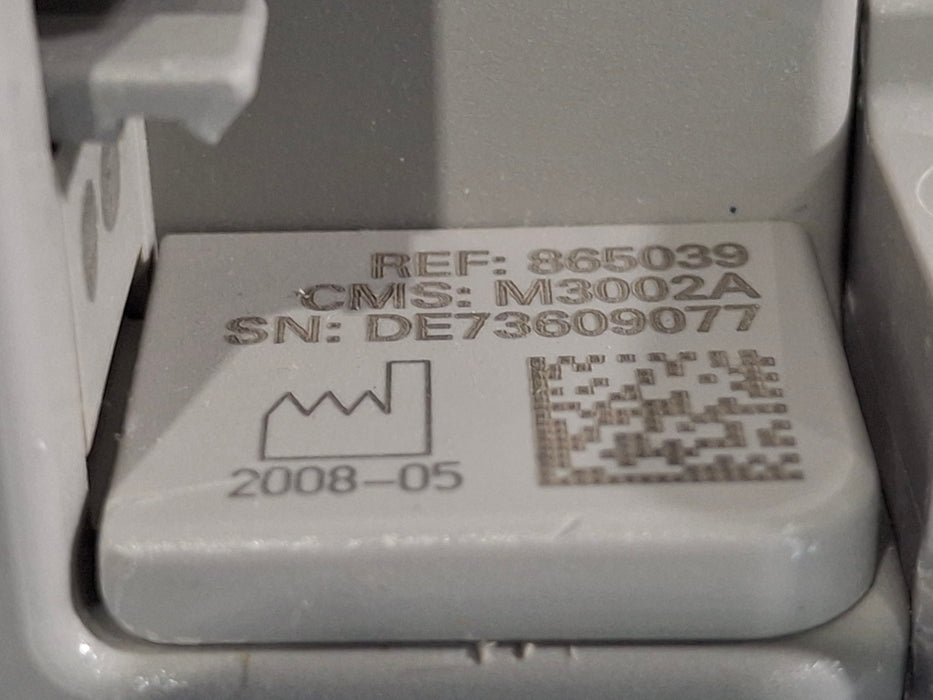 REF: 865039
CMS: M3002A
SN: DE73609077
2008-05